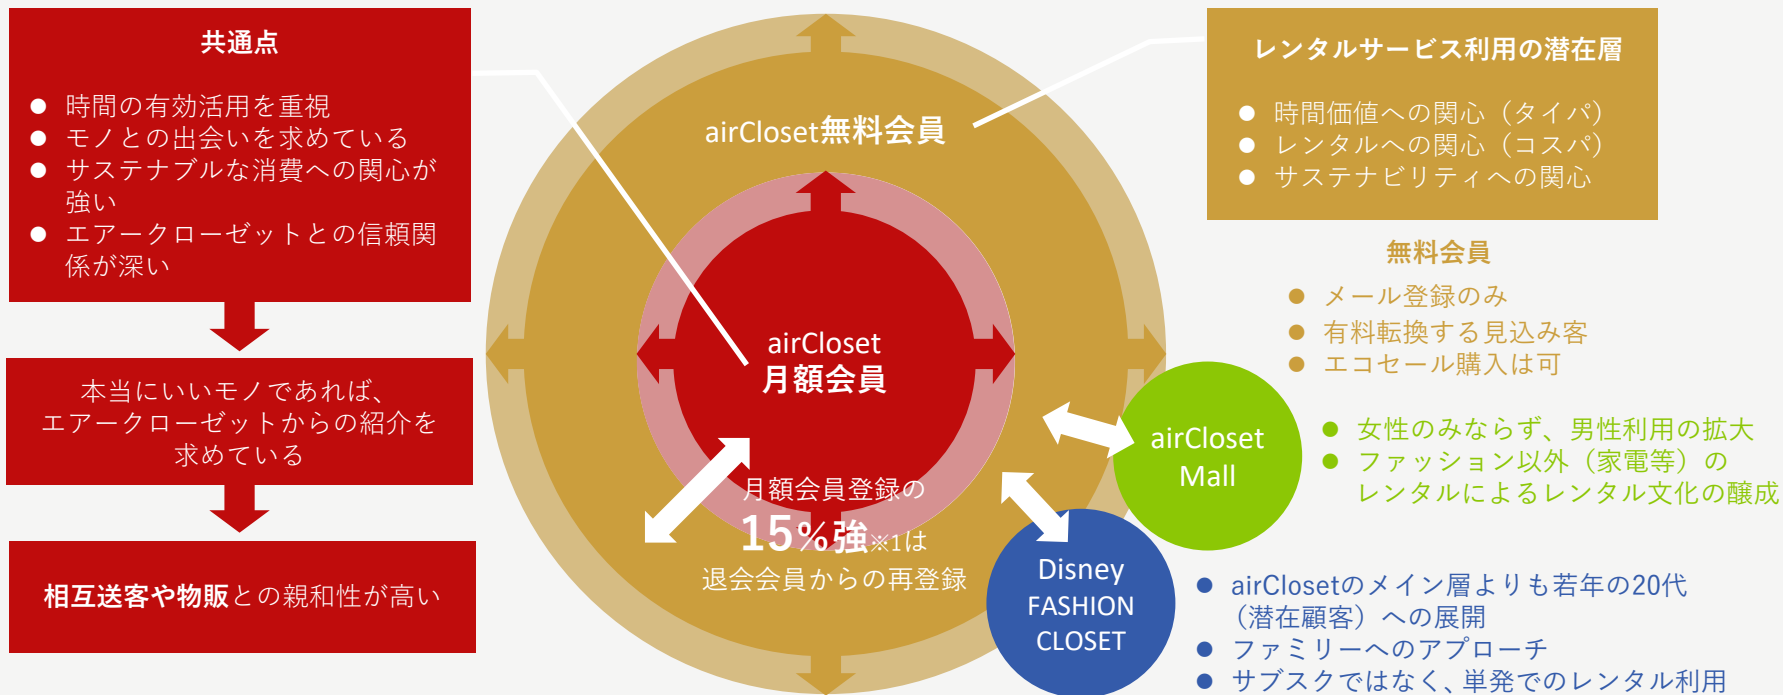 共通点
● 時間の有効活用を重視
● モノとの出会いを求めている
● サステナブルな消費への関心が
強い
● エアークローゼットとの信頼関
係が深い
本当にいいモノであれば、
エアークローゼットからの紹介を
求めている
相互送客や物販との親和性が高い
airCloset無料会員
airCloset
月額会員
月額会員登録の
15%強※1は
退会会員からの再登録
レンタルサービス利用の潜在層
● 時間価値への関心（タイパ）
● レンタルへの関心（コスパ）
● サステナビリティへの関心
無料会員
● メール登録のみ
● 有料転換する見込み客
● エコセール購入は可
airCloset
Mall
● 女性のみならず、男性利用の拡大
● ファッション以外（家電等）の
レンタルによるレンタル文化の醸成
Disney
FASHION
CLOSET
● airClosetのメイン層よりも若年の20代
（潜在顧客）への展開
● ファミリーへのアプローチ
● サブスクではなく、単発でのレンタル利用